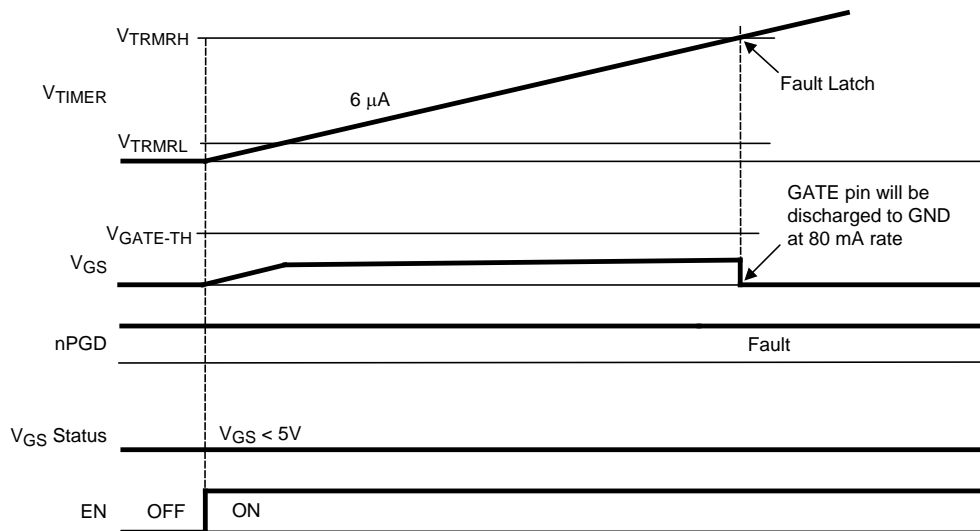 VTRMRH
Fault Latch
VTIMER
6 μA
VTRMRL
GATE pin will be
discharged to GND
at 80 mA rate
VGATE-TH
VGS
nPGD
Fault
VGS Status
VGS < 5V
EN
OFF
ON